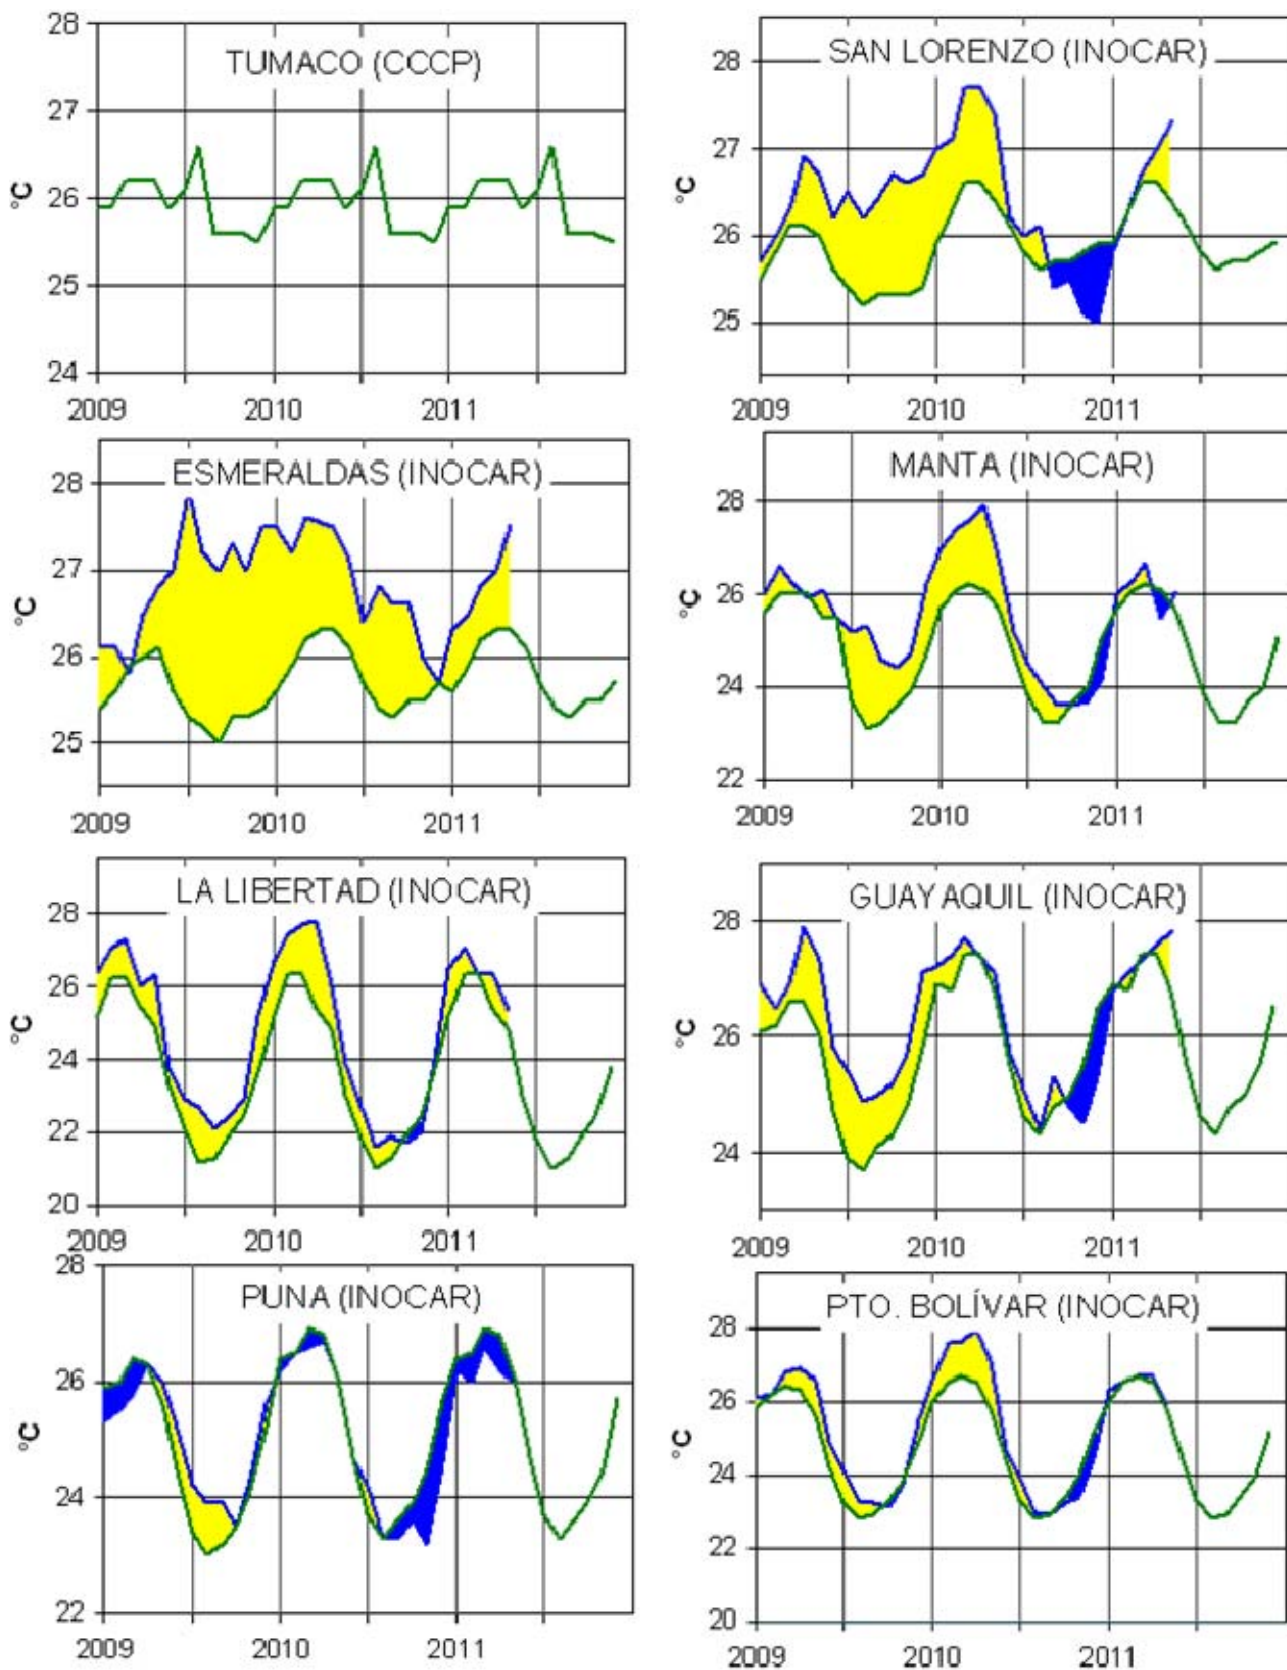 TUMACO (CCCP)
°C
28
27
26
25
24
2009 2010 2011
SAN LORENZO (INOCAR)
°C
28
27
26
25
2009 2010 2011
ESMERALDAS (INOCAR)
°C
28
27
26
25
2009 2010 2011
MANTA (INOCAR)
°C
28
26
24
22
2009 2010 2011
LA LIBERTAD (INOCAR)
°C
28
26
24
22
20
2009 2010 2011
GUAYAQUIL (INOCAR)
°C
28
26
24
2009 2010 2011
PUNA (INOCAR)
°C
28
26
24
22
2009 2010 2011
PTO. BOLÍVAR (INOCAR)
°C
28
26
24
22
20
2009 2010 2011